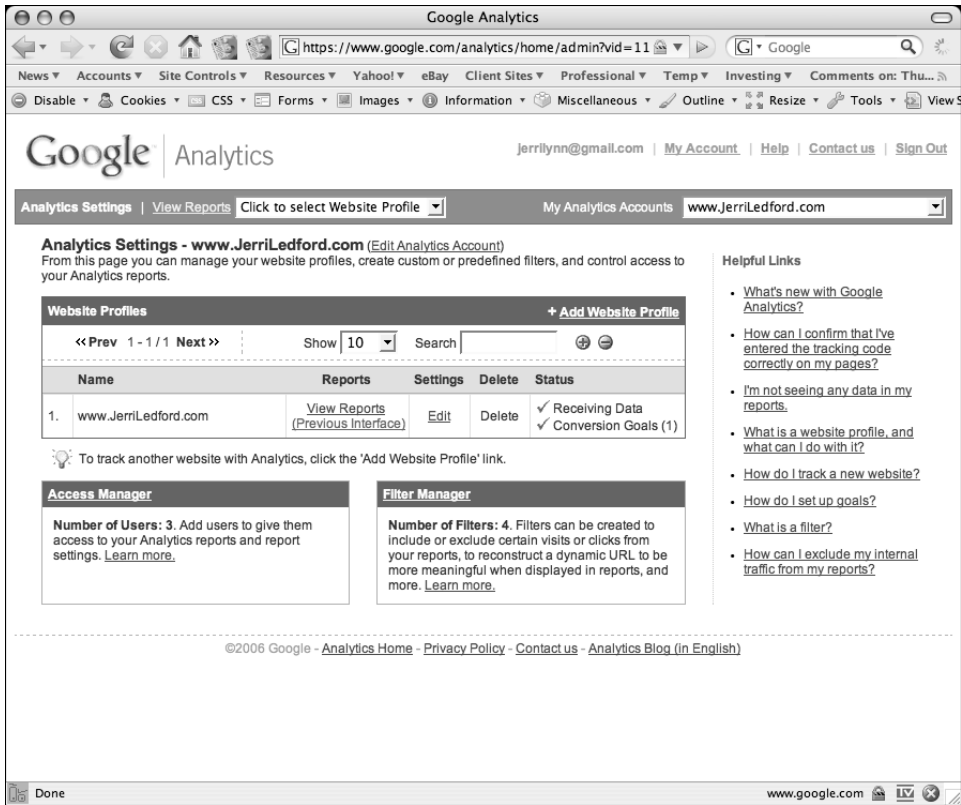 Google Analytics
https://www.google.com/analytics/home/admin?vid=11
Google
News Accounts Site Controls Resources Yahoo! eBay Client Sites Professional Temp Investing Comments on: Thu...
Disable Cookies CSS Forms Images Information Miscellaneous Outline Resize Tools View S
Google Analytics
jerrilynn@gmail.com | My Account | Help | Contact us | Sign Out
Analytics Settings | View Reports Click to select Website Profile
My Analytics Accounts www.JerriLedford.com
Analytics Settings - www.JerriLedford.com (Edit Analytics Account)
From this page you can manage your website profiles, create custom or predefined filters, and control access to
your Analytics reports.
Website Profiles
+ Add Website Profile
‹‹ Prev 1 - 1 / 1 Next ››
Show 10
Search
Name Reports Settings Delete Status
1. www.JerriLedford.com
View Reports
(Previous Interface)
Edit
Delete
✓ Receiving Data
✓ Conversion Goals (1)
To track another website with Analytics, click the 'Add Website Profile' link.
Access Manager
Number of Users: 3. Add users to give them
access to your Analytics reports and report
settings. Learn more.
Filter Manager
Number of Filters: 4. Filters can be created to
include or exclude certain visits or clicks from
your reports, to reconstruct a dynamic URL to be
more meaningful when displayed in reports, and
more. Learn more.
Helpful Links
• What's new with Google
Analytics?
• How can I confirm that I've
entered the tracking code
correctly on my pages?
• I'm not seeing any data in my
reports.
• What is a website profile, and
what can I do with it?
• How do I track a new website?
• How do I set up goals?
• What is a filter?
• How can I exclude my internal
traffic from my reports?
©2006 Google - Analytics Home - Privacy Policy - Contact us - Analytics Blog (in English)
Done
www.google.com